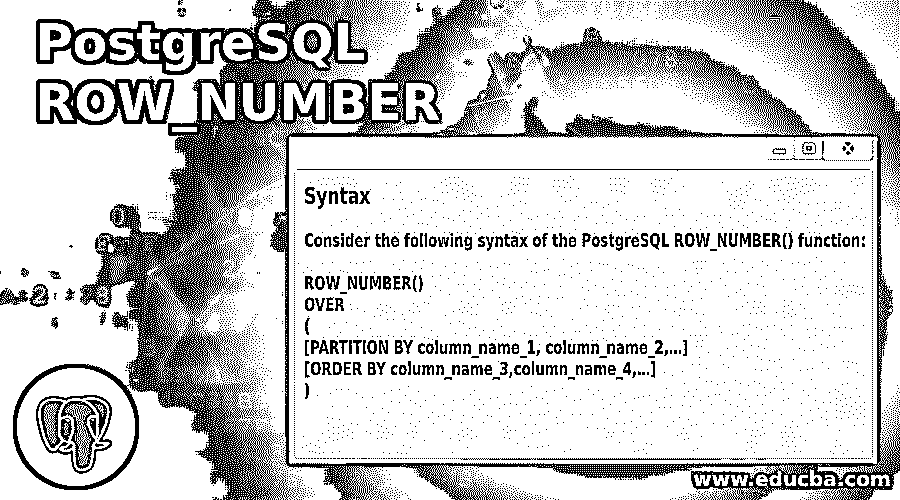 PostgreSQL
ROW_NUMBER
Syntax
Consider the following syntax of the PostgreSQL ROW_NUMBER() function:
ROW_NUMBER()
OVER
(
[PARTITION BY column_name_1, column_name_2,...]
[ORDER BY column_name_3,column_name_4,...]
)
www.educba.com